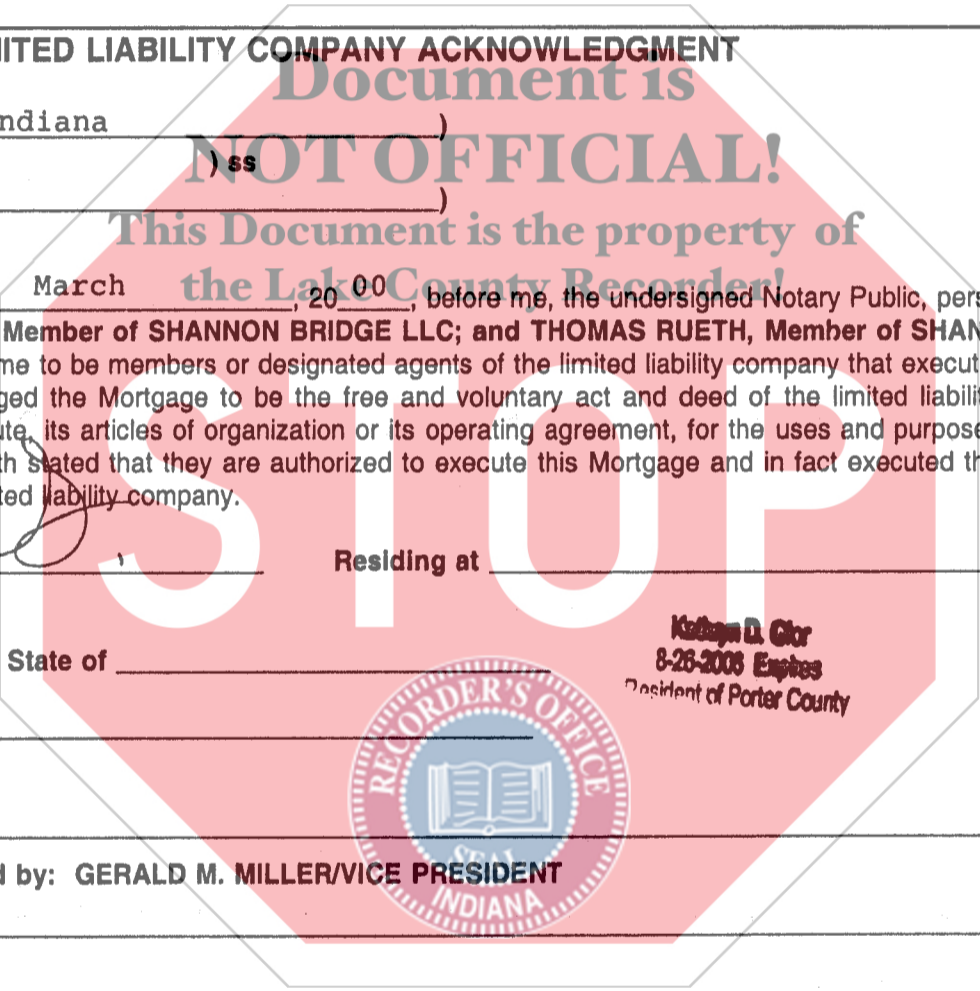 ITED LIABILITY COMPANY ACKNOWLEDGMENT
Document is
ndiana )
NOT OFFICIAL!
) ss
)
This Document is the property of
the Lake County Recorder!
March , 20 00 , before me, the undersigned Notary Public, pers
Member of SHANNON BRIDGE LLC; and THOMAS RUETH, Member of SHAN
me to be members or designated agents of the limited liability company that execut
ged the Mortgage to be the free and voluntary act and deed of the limited liabilit
ute, its articles of organization or its operating agreement, for the uses and purpose
th stated that they are authorized to execute this Mortgage and in fact executed th
ted liability company.
STOP
Residing at
D. Glor
State of
8-26-2008 Expires
Resident of Porter County
RECORDER'S OFFICE
SEAL
INDIANA
d by: GERALD M. MILLER/VICE PRESIDENT